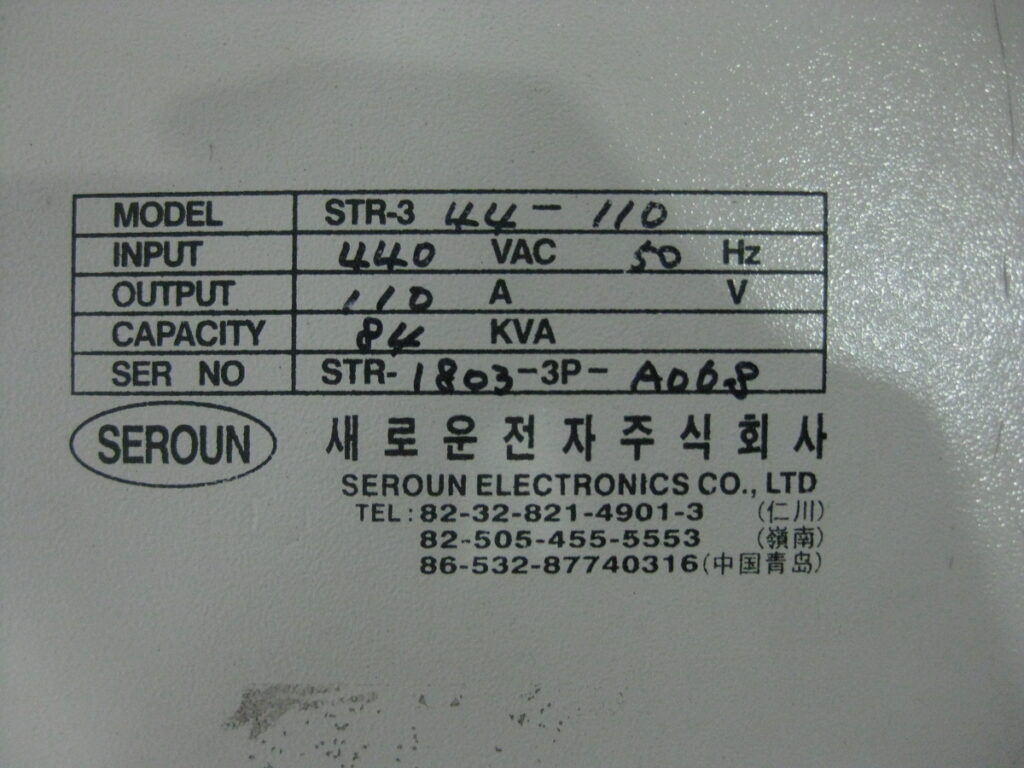 MODEL STR-3 44-110
INPUT 440 VAC 50 Hz
OUTPUT 110 A V
CAPACITY 84 KVA
SER NO STR-1803-3P-A068
SEROUN 새로운전자주식회사
SEROUN ELECTRONICS CO., LTD
TEL: 82-32-821-4901-3 (仁川)
82-505-455-5553 (嶺南)
86-532-87740316(中国青岛)